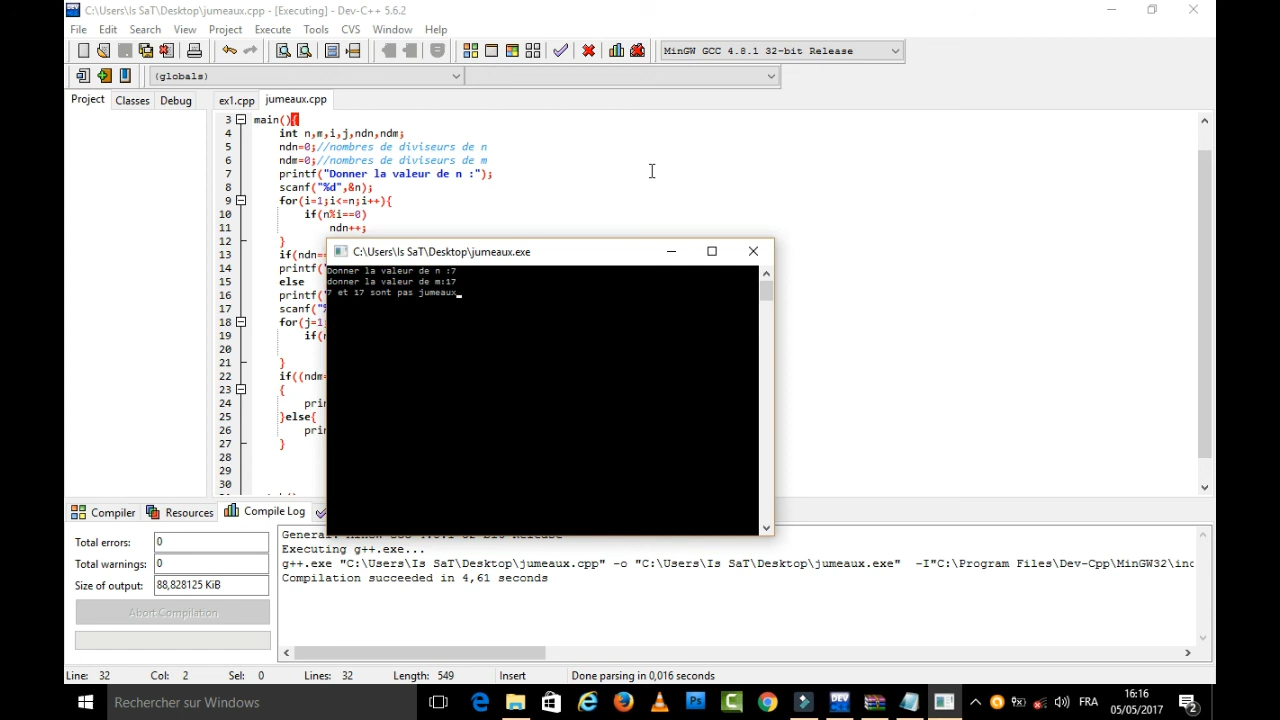 C:\Users\Is SaT\Desktop\jumeaux.cpp - [Executing] - Dev-C++ 5.6.2
File Edit Search View Project Execute Tools CVS Window Help
MinGW GCC 4.8.1 32-bit Release
(globals)
Project Classes Debug ex1.cpp jumeaux.cpp
3 main(){
4 int n,m,i,j,ndn,ndm;
5 ndn=0;//nombres de diviseurs de n
6 ndm=0;//nombres de diviseurs de m
7 printf("Donner la valeur de n :");
8 scanf("%d",&n);
9 for(i=1;i<=n;i++){
10 if(n%i==0)
11 ndn++;
12 }
13 if(ndn=
14 printf("
15 else
16 printf("
17 scanf("%
18 for(j=1;
19 if(
20
21 }
22 if((ndm=
23 {
24 pri
25 }else{
26 pri
27 }
28
29
30
C:\Users\Is SaT\Desktop\jumeaux.exe
Donner la valeur de n :7
donner la valeur de m:17
7 et 17 sont pas jumeaux
Compiler Resources Compile Log
Total errors: 0
Total warnings: 0
Size of output: 88,828125 KiB
Abort Compilation
Executing g++.exe...
g++.exe "C:\Users\Is SaT\Desktop\jumeaux.cpp" -o "C:\Users\Is SaT\Desktop\jumeaux.exe" -I"C:\Program Files\Dev-Cpp\MinGW32\inc
Compilation succeeded in 4,61 seconds
Line: 32 Col: 2 Sel: 0 Lines: 32 Length: 549 Insert Done parsing in 0,016 seconds
Rechercher sur Windows
FRA
16:16
05/05/2017
2